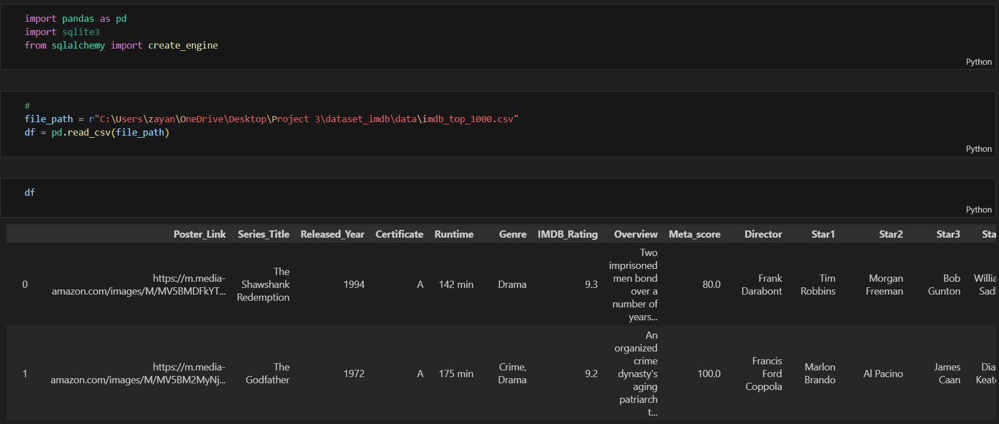 import pandas as pd
import sqlite3
from sqlalchemy import create_engine
Python
#
file_path = r"C:\Users\zayan\OneDrive\Desktop\Project 3\dataset_imdb\data\imdb_top_1000.csv"
df = pd.read_csv(file_path)
Python
df
Python
Poster_Link Series_Title Released_Year Certificate Runtime Genre IMDB_Rating Overview Meta_score Director Star1 Star2 Star3 Sta
0 https://m.media-amazon.com/images/M/MV5BMDFkYT... The Shawshank Redemption 1994 A 142 min Drama 9.3 Two imprisoned men bond over a number of years... 80.0 Frank Darabont Tim Robbins Morgan Freeman Bob Gunton Willia Sadl
1 https://m.media-amazon.com/images/M/MV5BM2MyNj... The Godfather 1972 A 175 min Crime, Drama 9.2 An organized crime dynasty's aging patriarch t... 100.0 Francis Ford Coppola Marlon Brando Al Pacino James Caan Dia Keat